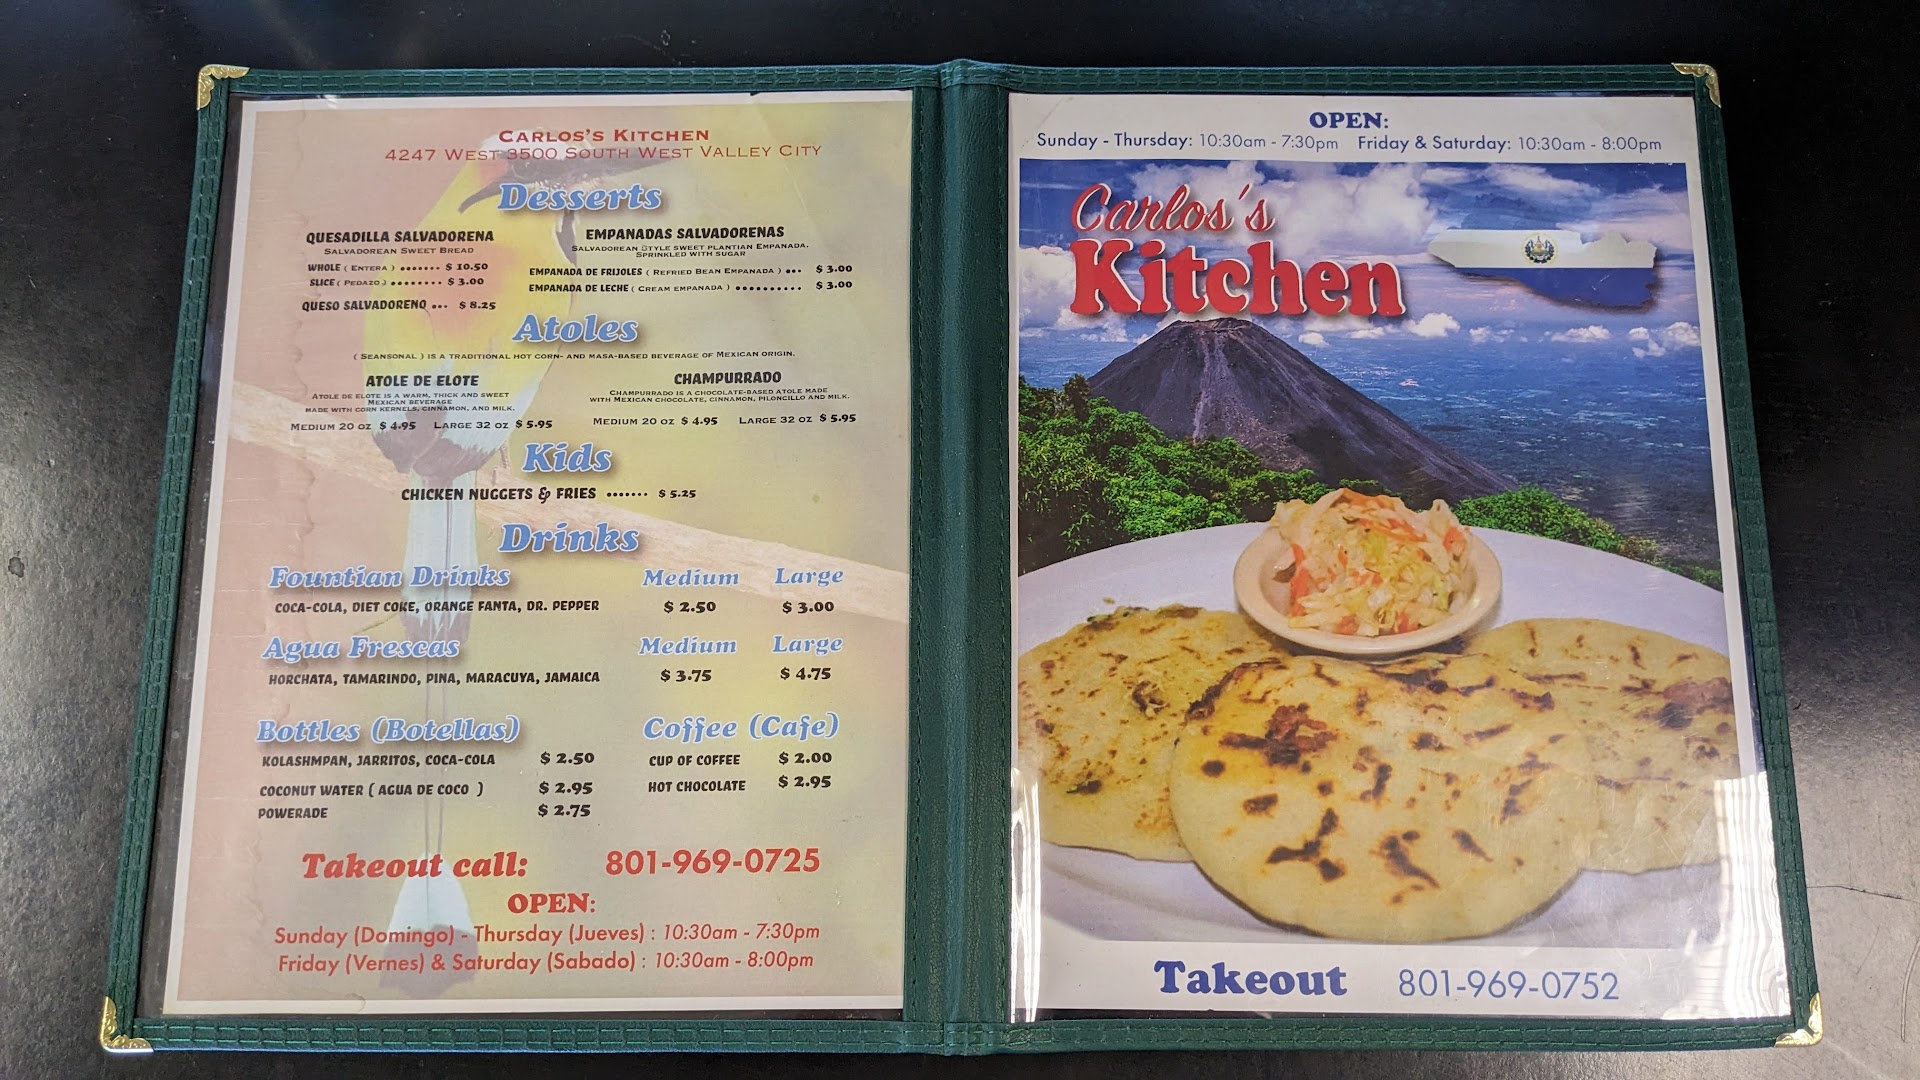 CARLOS'S KITCHEN
4247 WEST 3500 SOUTH WEST VALLEY CITY
Desserts
QUESADILLA SALVADORENA
SALVADOREAN SWEET BREAD
WHOLE ( ENTERA ) ....... $ 10.50
SLICE ( PEDAZO ) ........ $ 3.00
QUESO SALVADORENO ... $ 8.25
EMPANADAS SALVADORENAS
SALVADOREAN STYLE SWEET PLANTIAN EMPANADA.
SPRINKLED WITH SUGAR
EMPANADA DE FRIJOLES ( REFRIED BEAN EMPANADA ) ... $ 3.00
EMPANADA DE LECHE ( CREAM EMPANADA ) .......... $ 3.00
Atoles
( SEANSONAL ) IS A TRADITIONAL HOT CORN- AND MASA-BASED BEVERAGE OF MEXICAN ORIGIN.
ATOLE DE ELOTE
ATOLE DE ELOTE IS A WARM, THICK AND SWEET
MEXICAN BEVERAGE
MADE WITH CORN KERNELS, CINNAMON, AND MILK.
MEDIUM 20 OZ $ 4.95 LARGE 32 OZ $ 5.95
CHAMPURRADO
CHAMPURRADO IS A CHOCOLATE-BASED ATOLE MADE
WITH MEXICAN CHOCOLATE, CINNAMON, PILONCILLO AND MILK.
MEDIUM 20 OZ $ 4.95 LARGE 32 OZ $ 5.95
Kids
CHICKEN NUGGETS & FRIES ....... $ 5.25
Drinks
Fountian Drinks Medium Large
COCA-COLA, DIET COKE, ORANGE FANTA, DR. PEPPER $ 2.50 $ 3.00
Agua Frescas Medium Large
HORCHATA, TAMARINDO, PINA, MARACUYA, JAMAICA $ 3.75 $ 4.75
Bottles (Botellas)
KOLASHMPAN, JARRITOS, COCA-COLA $ 2.50
COCONUT WATER ( AGUA DE COCO ) $ 2.95
POWERADE $ 2.75
Coffee (Cafe)
CUP OF COFFEE $ 2.00
HOT CHOCOLATE $ 2.95
Takeout call: 801-969-0725
OPEN:
Sunday (Domingo) - Thursday (Jueves) : 10:30am - 7:30pm
Friday (Vernes) & Saturday (Sabado) : 10:30am - 8:00pm
OPEN:
Sunday - Thursday: 10:30am - 7:30pm Friday & Saturday: 10:30am - 8:00pm
Carlos's
Kitchen
Takeout 801-969-0752